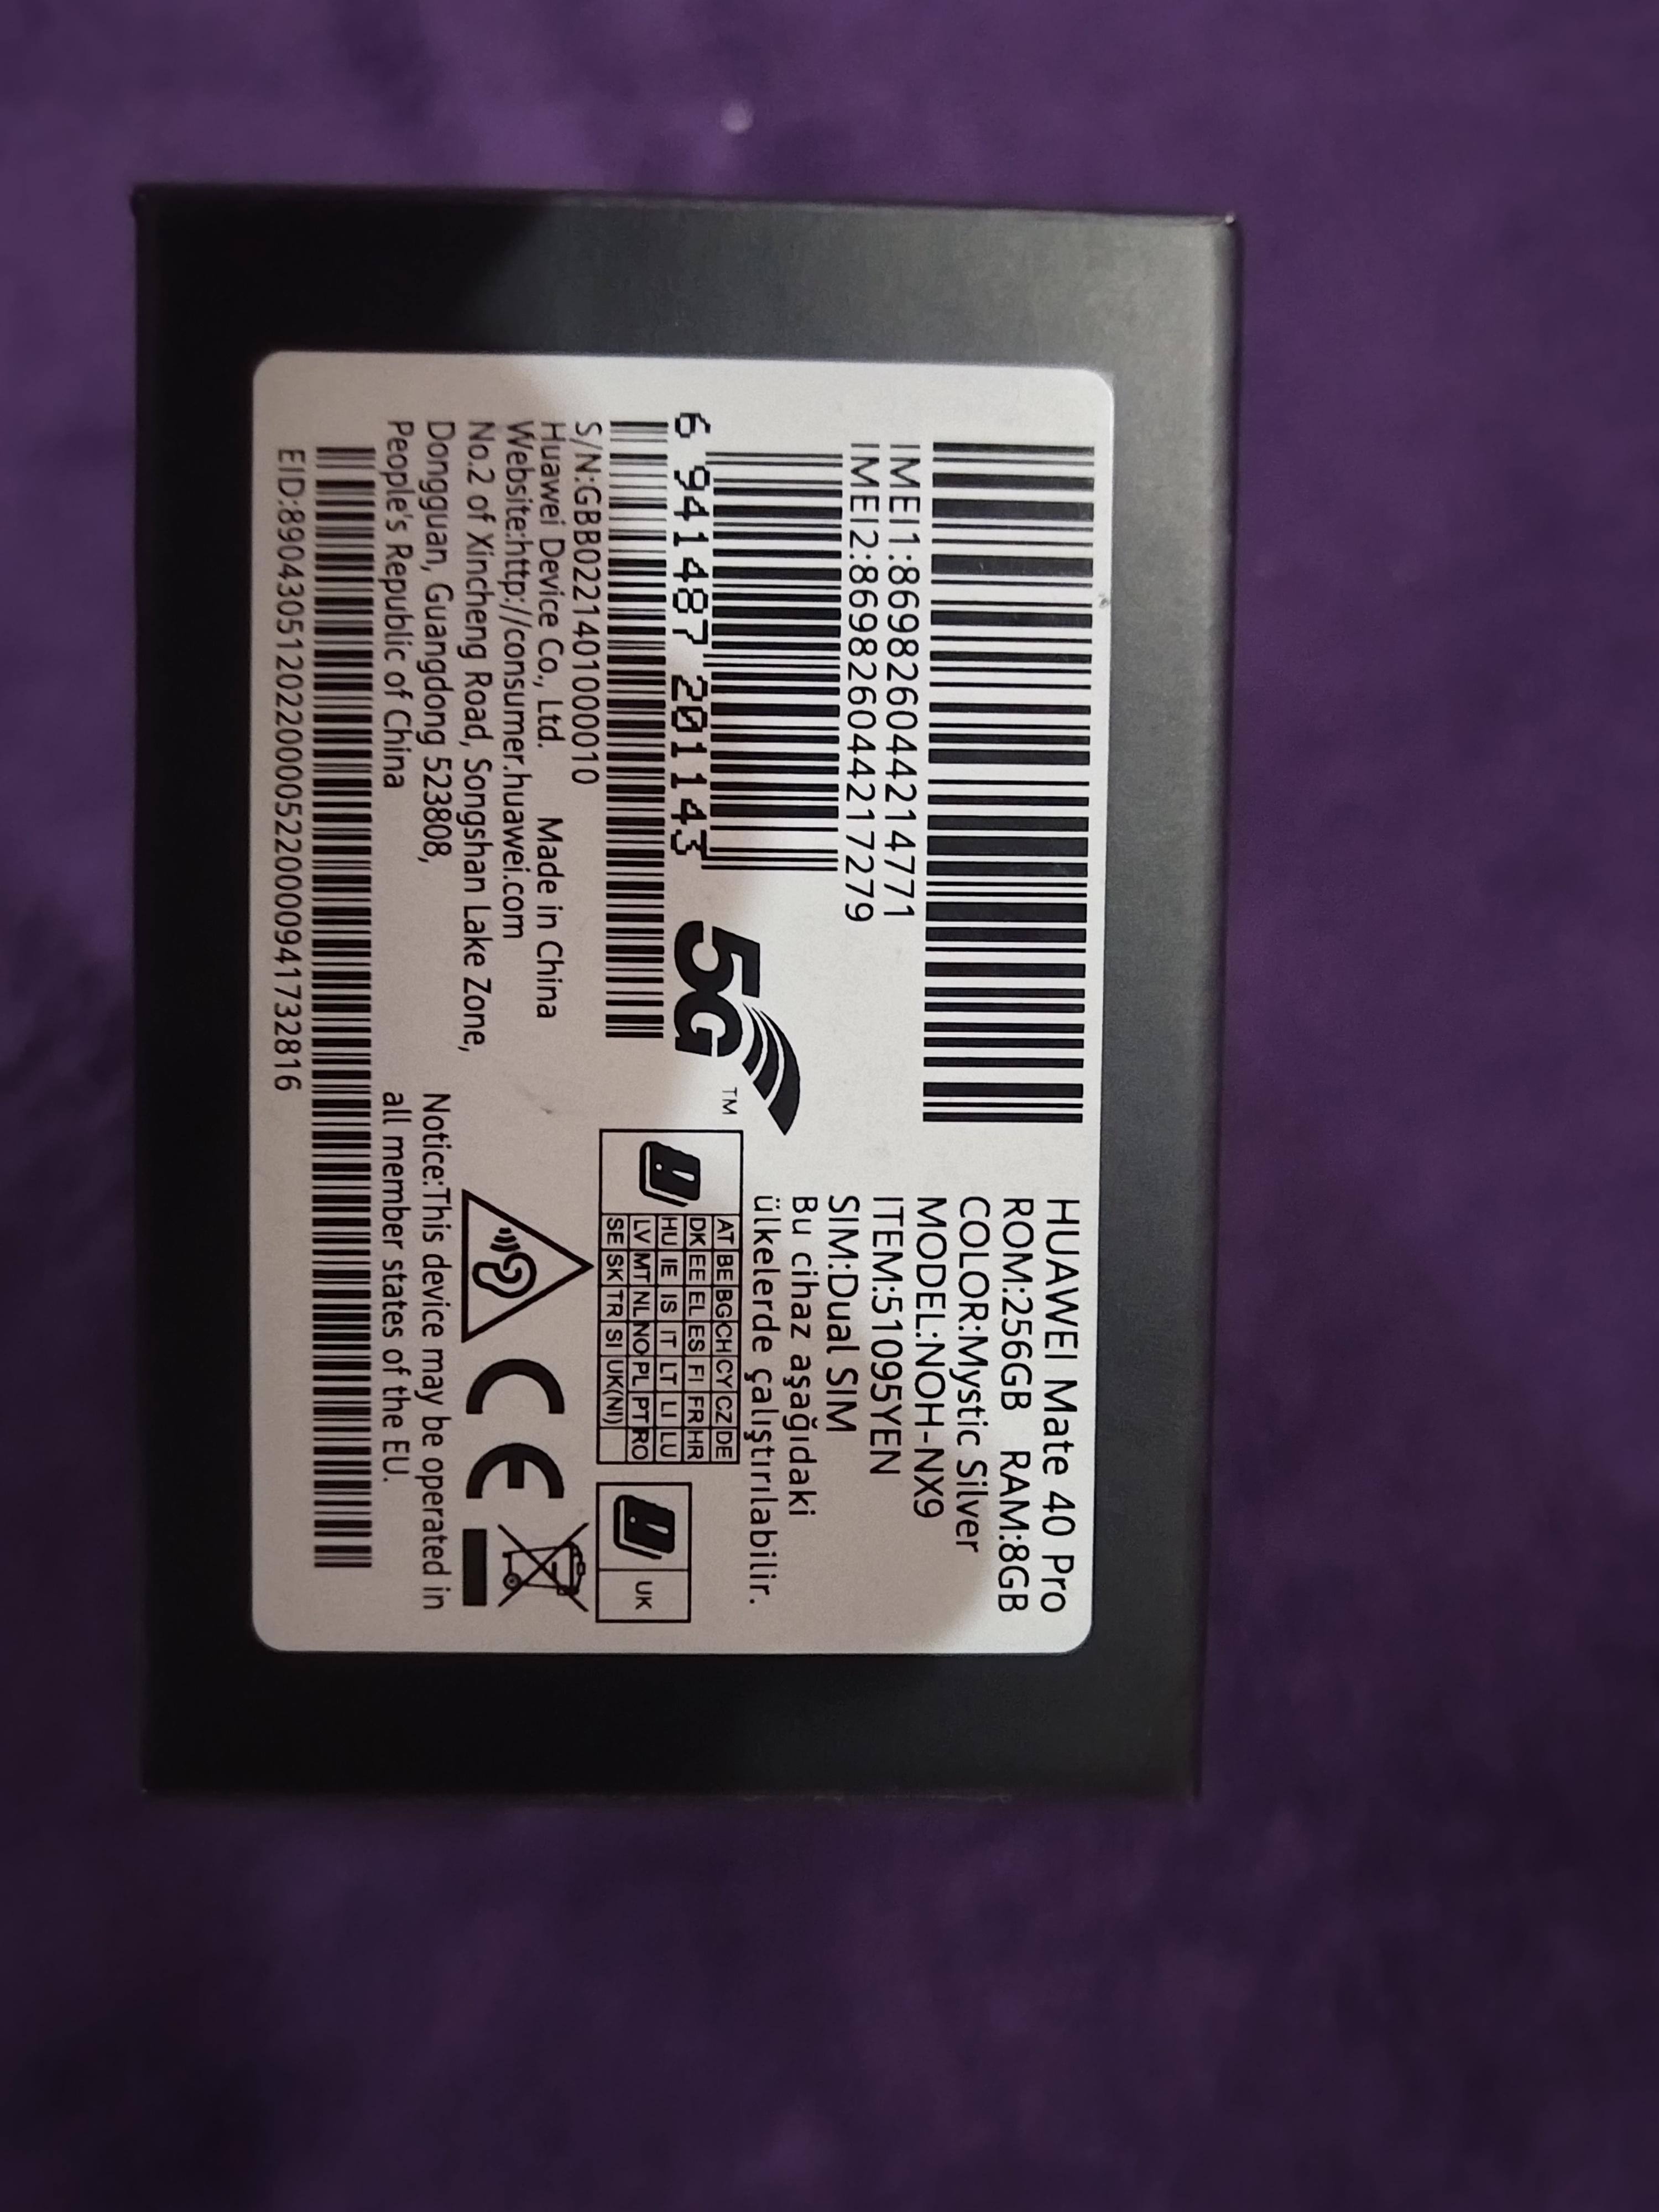 HUAWEI Mate 40 Pro
ROM:256GB RAM:8GB
COLOR:Mystic Silver
MODEL:NOH-NX9
ITEM:51095YEN
SIM:Dual SIM
Bu cihaz aşağıdaki
ülkelerde çalıştırılabilir.
IMEI1:869826044214771
IMEI2:869826044217279
6 941487 201143
5G TM
AT BE BG CH CY CZ DE
DK EE EL ES FI FR HR
HU IE IS IT LT LI LU
LV MT NL NO PL PT RO
SE SK TR SI UK(NI)
UK
S/N:GBB0221401000010
Huawei Device Co., Ltd. Made in China
Website:http://consumer.huawei.com
No.2 of Xincheng Road, Songshan Lake Zone,
Dongguan, Guangdong 523808,
People's Republic of China
CE
Notice:This device may be operated in
all member states of the EU.
EID:89043051202200005220000941732816